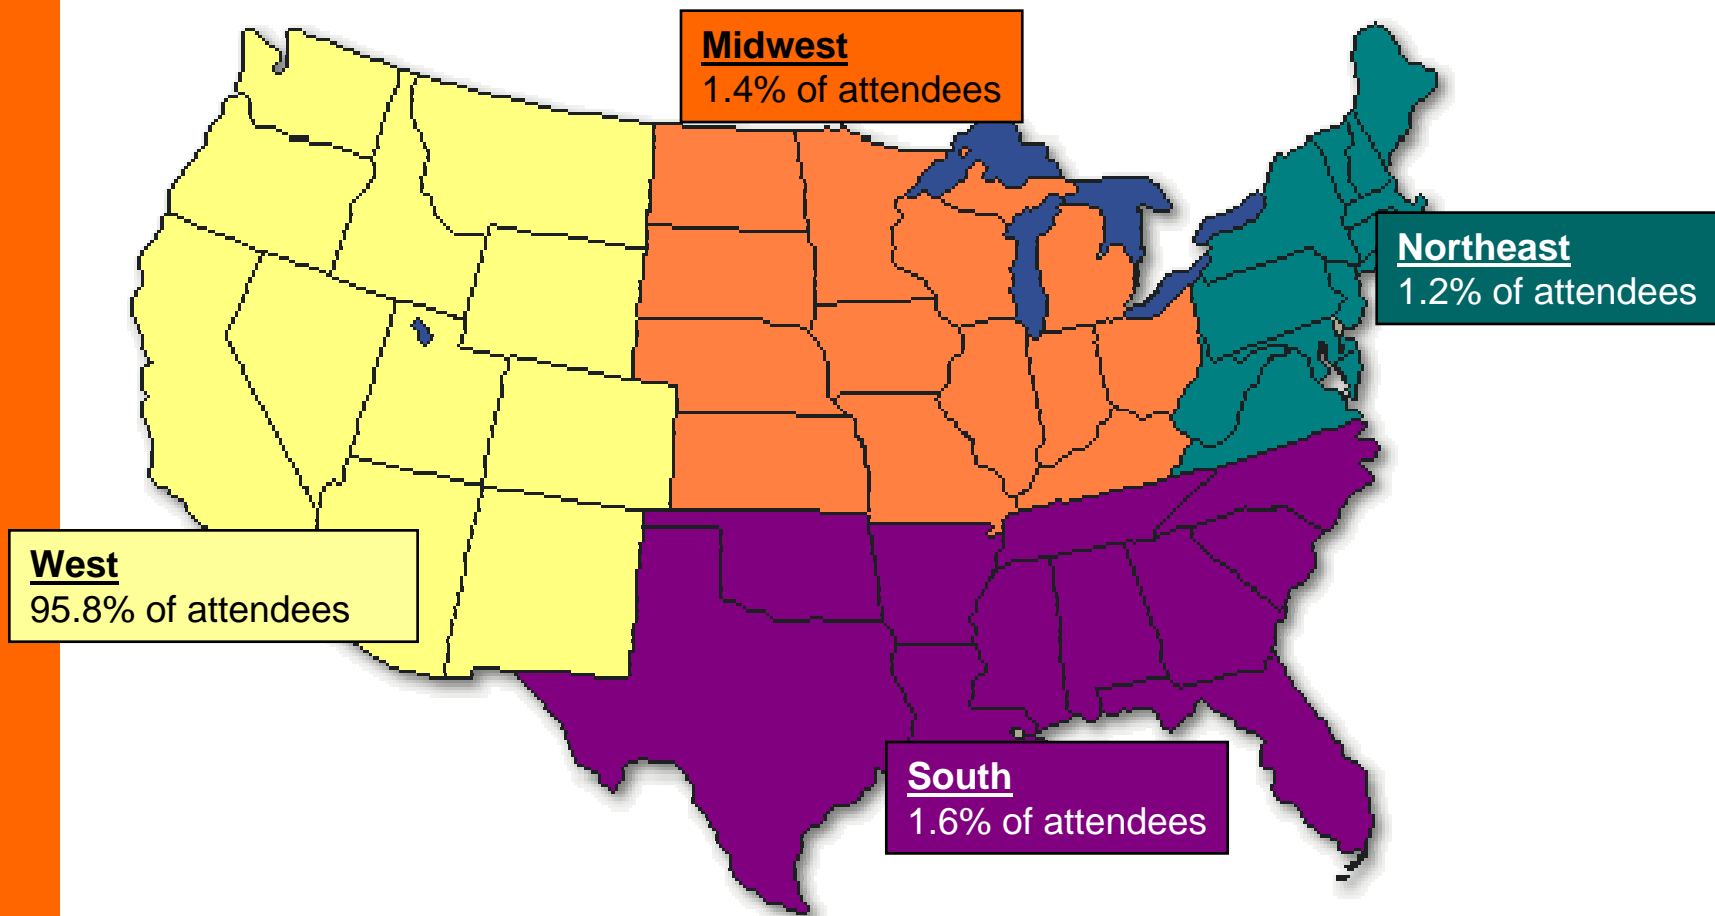 Midwest
1.4% of attendees
Northeast
1.2% of attendees
West
95.8% of attendees
South
1.6% of attendees